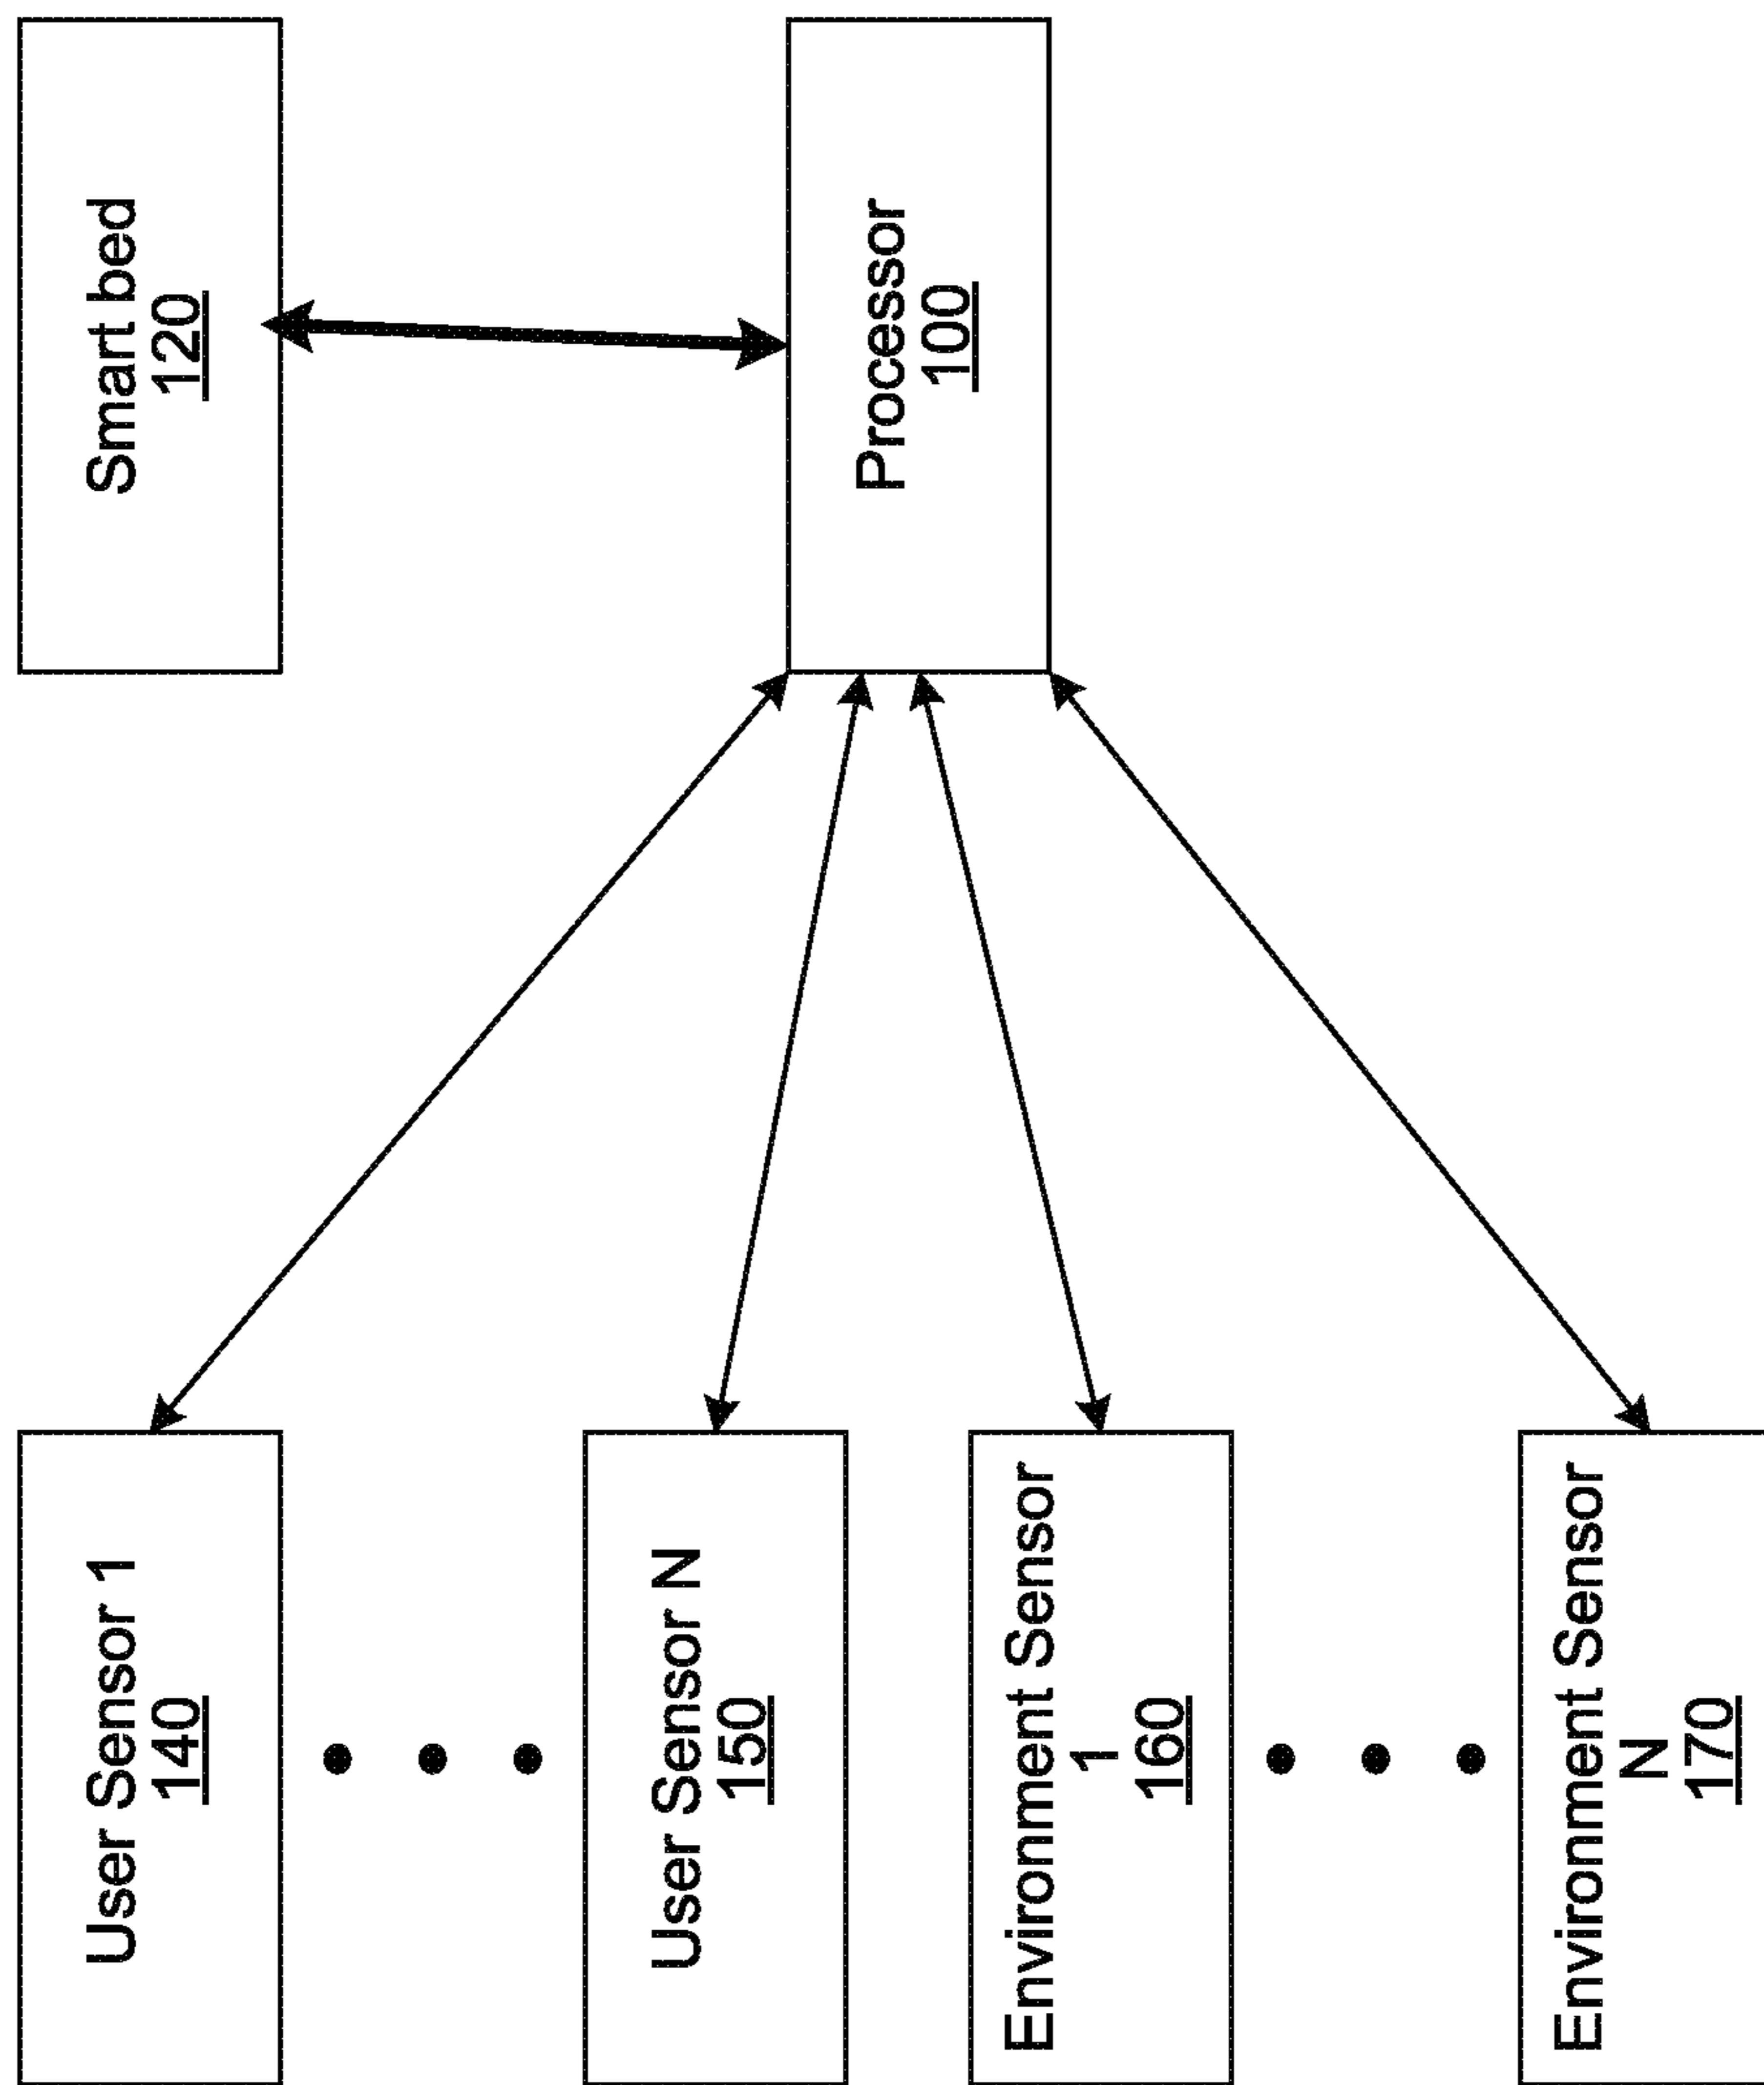 User Sensor 1
140
User Sensor N
150
Environment Sensor
1
160
Environment Sensor
N
170
Smart bed
120
Processor
100